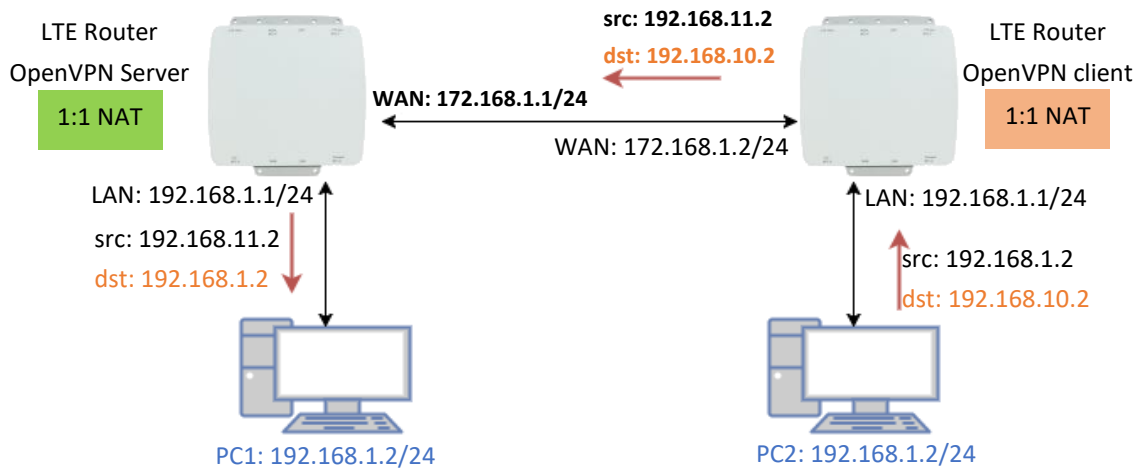 LTE Router
OpenVPN Server
1:1 NAT
src: 192.168.11.2
dst: 192.168.10.2
WAN: 172.168.1.1/24
WAN: 172.168.1.2/24
LTE Router
OpenVPN client
1:1 NAT
LAN: 192.168.1.1/24
src: 192.168.11.2
dst: 192.168.1.2
LAN: 192.168.1.1/24
src: 192.168.1.2
dst: 192.168.10.2
PC1: 192.168.1.2/24
PC2: 192.168.1.2/24